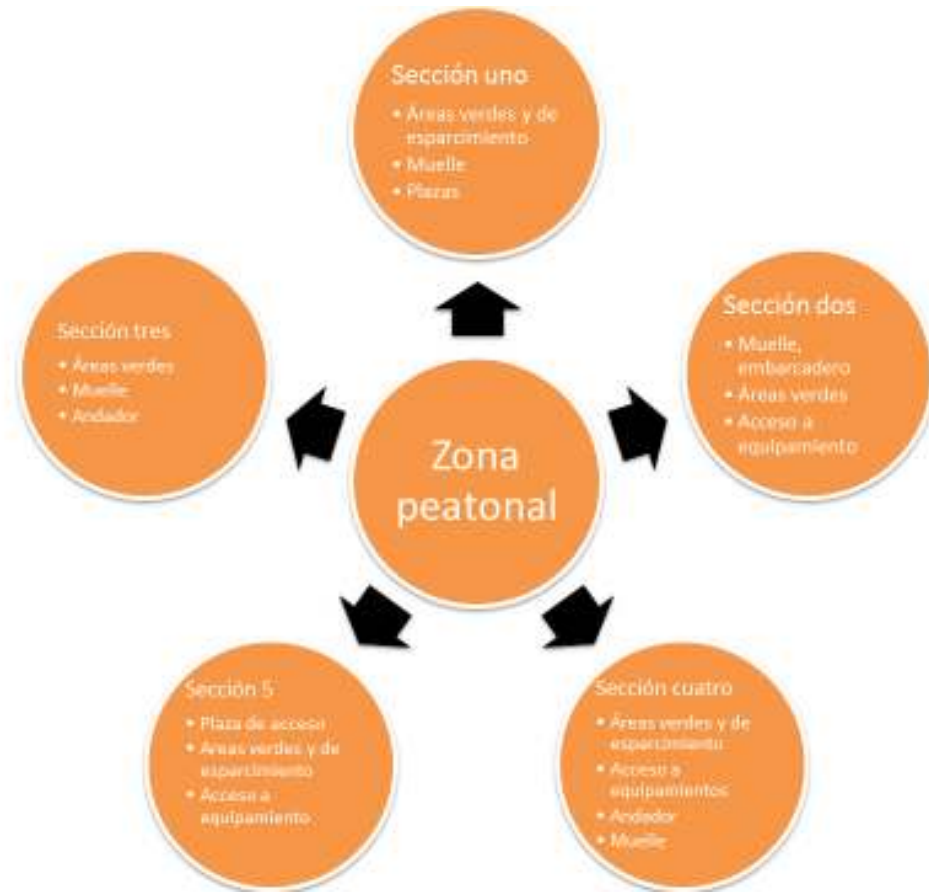 Sección uno
• Áreas verdes y de
esparcimiento
• Muelle
• Plazas
Sección dos
• Muelle,
embarcadero
• Áreas verdes
• Acceso a
equipamiento
Sección tres
• Áreas verdes
• Muelle
• Andador
Zona
peatonal
Sección 5
• Plaza de acceso
• Areas verdes y de
esparcimiento
• Acceso a
equipamiento
Sección cuatro
• Áreas verdes y de
esparcimiento
• Acceso a
equipamientos
• Andador
• Muelle